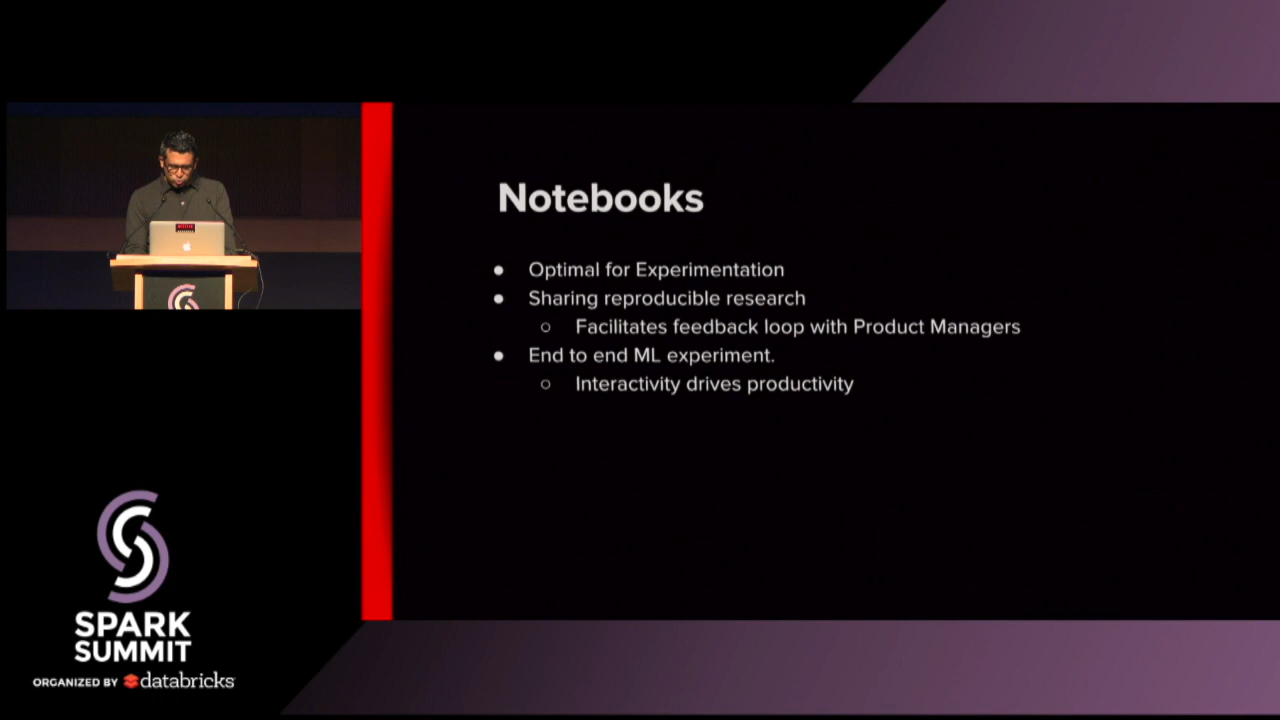 Notebooks
● Optimal for Experimentation
● Sharing reproducible research
○ Facilitates feedback loop with Product Managers
● End to end ML experiment.
○ Interactivity drives productivity
SPARK
SUMMIT
ORGANIZED BY databricks